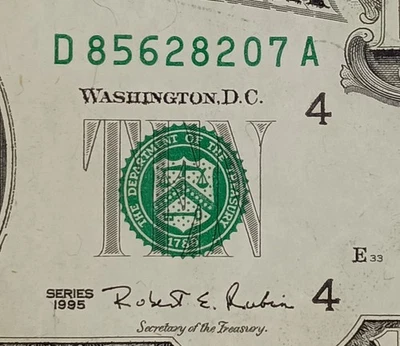 D 85628207 A
WASHINGTON, D.C.
4
TEN
THE DEPARTMENT OF THE TREASURY
1789
E 33
SERIES
1995
Robert E. Rubin
4
Secretary of the Treasury.